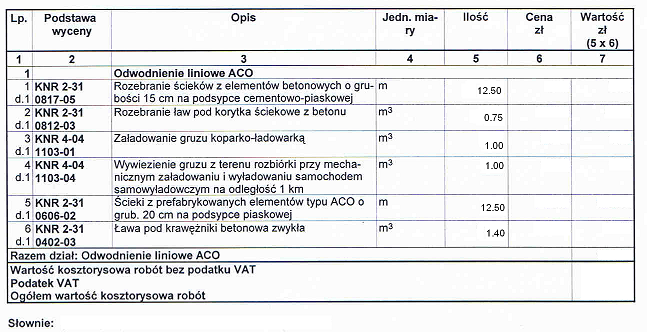 Lp. Podstawa wyceny Opis Jedn. mia- ry Ilość Cena zł Wartość zł (5 x 6)
1 2 3 4 5 6 7
1 Odwodnienie liniowe ACO
1 KNR 2-31 Rozebranie ścieków z elementów betonowych o gru- m
d.1 0817-05 bości 15 cm na podsypce cementowo-piaskowej 12.50
2 KNR 2-31 Rozebranie ław pod korytka ściekowe z betonu m³
d.1 0812-03 0.75
3 KNR 4-04 Załadowanie gruzu koparko-ładowarką m³
d.1 1103-01 1.00
4 KNR 4-04 Wywiezienie gruzu z terenu rozbiórki przy mecha- m³ 1.00
d.1 1103-04 nicznym załadowaniu i wyładowaniu samochodem
samowyładowczym na odległość 1 km
5 KNR 2-31 Ścieki z prefabrykowanych elementów typu ACO o m
d.1 0606-02 grub. 20 cm na podsypce piaskowej 12.50
6 KNR 2-31 Ława pod krawężniki betonowa zwykła m³
d.1 0402-03 1.40
Razem dział: Odwodnienie liniowe ACO
Wartość kosztorysowa robót bez podatku VAT
Podatek VAT
Ogółem wartość kosztorysowa robót
Słownie: